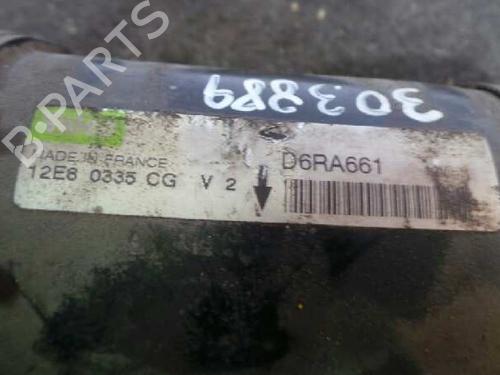 303889
B-PARTS
MADE IN FRANCE
12E6 0335 CG V 2
D6RA661